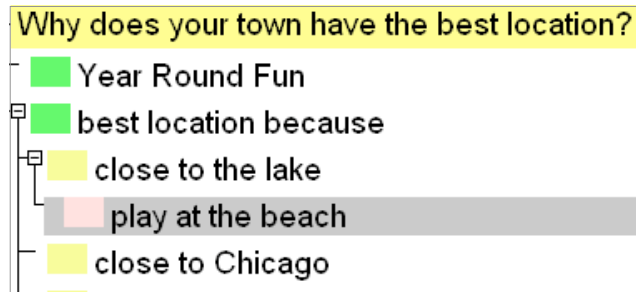 Why does your town have the best location?
Year Round Fun
best location because
close to the lake
play at the beach
close to Chicago